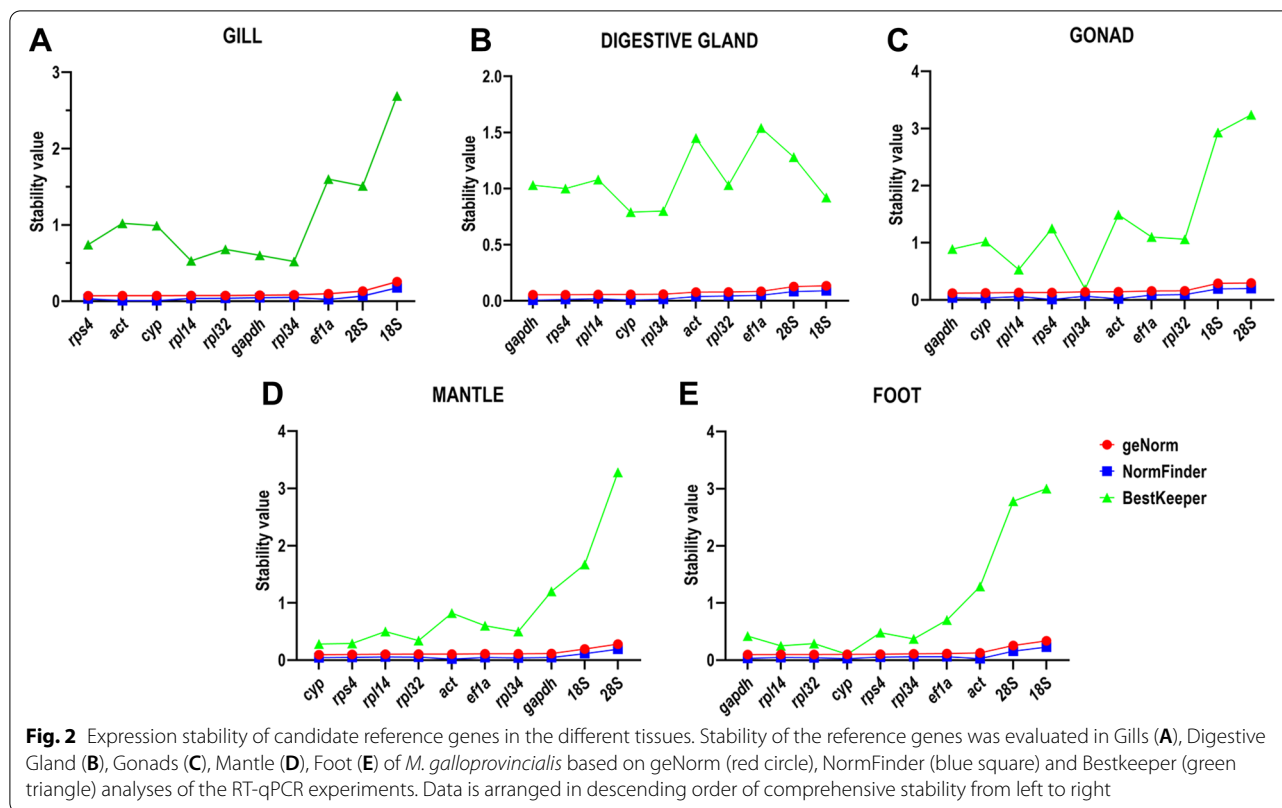 A
GILL
Stability value
3
2
1
0
rps4 act cyp rpl14 rpl32 gapdh rpl34 ef1a 28S 18S
B
DIGESTIVE GLAND
Stability value
2.0
1.5
1.0
0.5
0.0
gapdh rps4 rpl14 cyp rpl34 act rpl32 ef1a 28S 18S
C
GONAD
Stability value
4
3
2
1
0
gapdh cyp rpl14 rps4 rpl34 act ef1a rpl32 18S 28S
D
MANTLE
Stability value
4
3
2
1
0
cyp rps4 rpl14 rpl32 act ef1a rpl34 gapdh 18S 28S
E
FOOT
Stability value
4
3
2
1
0
gapdh rpl14 rpl32 cyp rps4 rpl34 ef1a act 28S 18S
geNorm
NormFinder
BestKeeper
Fig. 2 Expression stability of candidate reference genes in the different tissues. Stability of the reference genes was evaluated in Gills (A), Digestive
Gland (B), Gonads (C), Mantle (D), Foot (E) of M. galloprovincialis based on geNorm (red circle), NormFinder (blue square) and Bestkeeper (green
triangle) analyses of the RT-qPCR experiments. Data is arranged in descending order of comprehensive stability from left to right